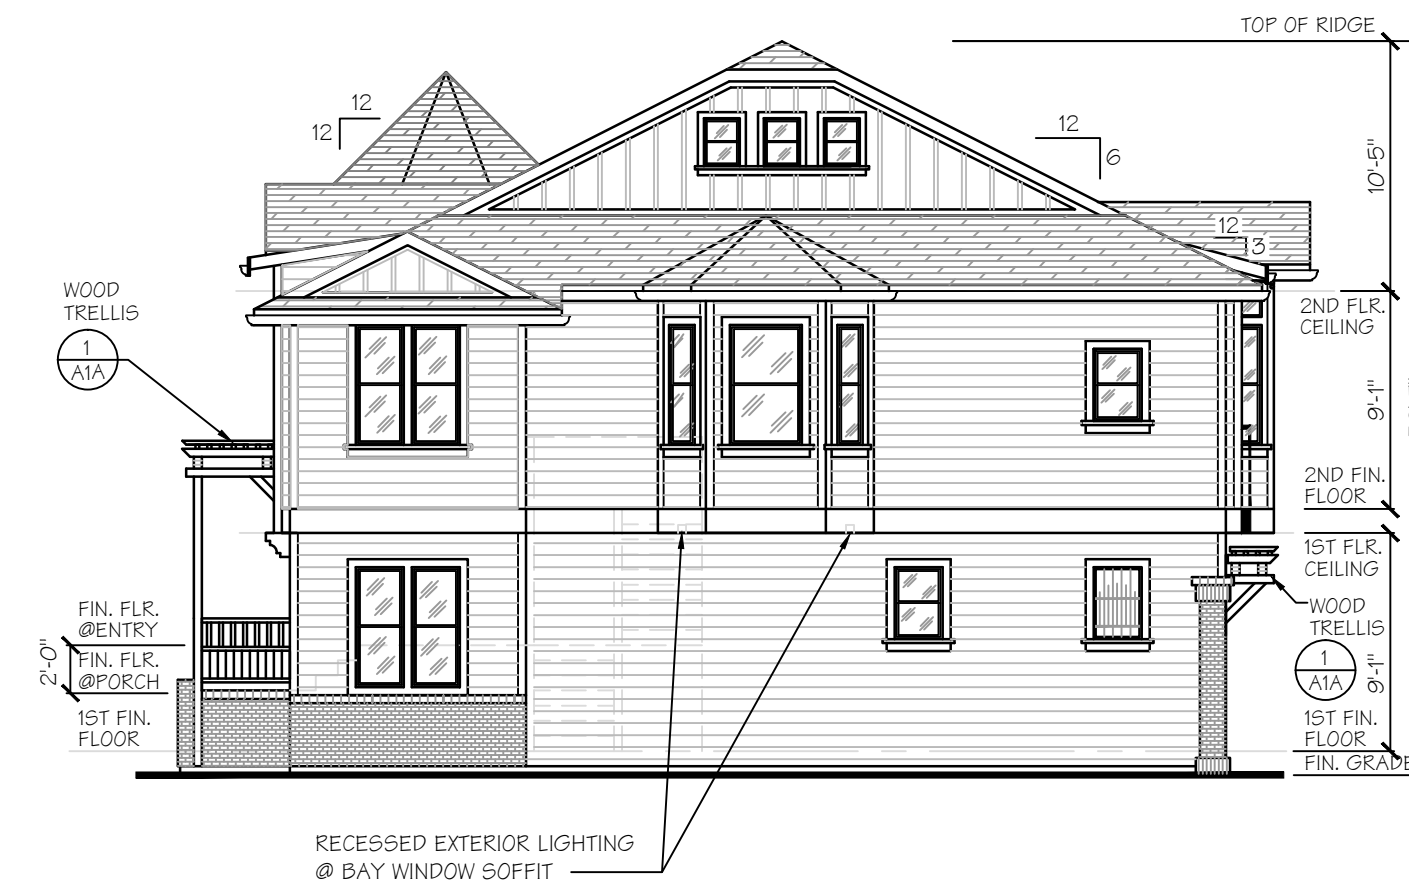 TOP OF RIDGE
12
12
12
6
10'-5"
12
3
WOOD
TRELLIS
1
A1A
2ND FLR.
CEILING
9'-1"
2ND FIN.
FLOOR
1ST FLR.
CEILING
WOOD
TRELLIS
1
A1A
9'-1"
1ST FIN.
FLOOR
FIN. GRADE
FIN. FLR.
@ENTRY
2'-0"
FIN. FLR.
@PORCH
1ST FIN.
FLOOR
RECESSED EXTERIOR LIGHTING
@ BAY WINDOW SOFFIT